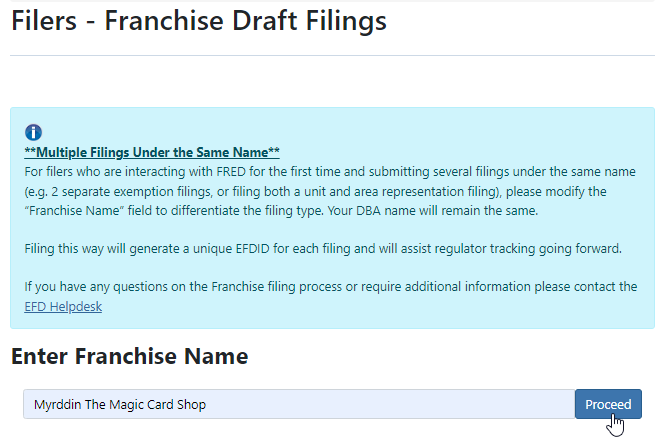 Filers - Franchise Draft Filings
**Multiple Filings Under the Same Name**
For filers who are interacting with FRED for the first time and submitting several filings under the same name
(e.g. 2 separate exemption filings, or filing both a unit and area representation filing), please modify the
“Franchise Name” field to differentiate the filing type. Your DBA name will remain the same.
Filing this way will generate a unique EFDID for each filing and will assist regulator tracking going forward.
If you have any questions on the Franchise filing process or require additional information please contact the
EFD Helpdesk
Enter Franchise Name
Myrddin The Magic Card Shop
Proceed